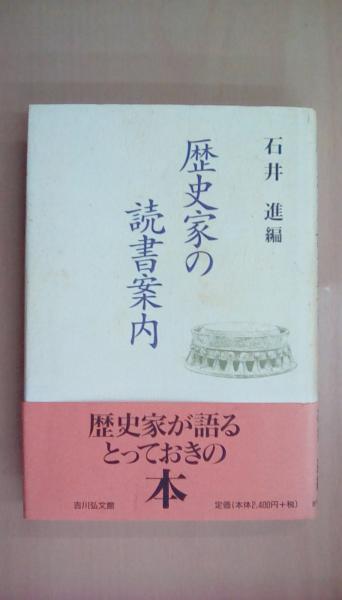 石井 進編
歴史家の
読書案内
歴史家が語る
とっておきの
本
吉川弘文館
定価(本体2,400円+税)